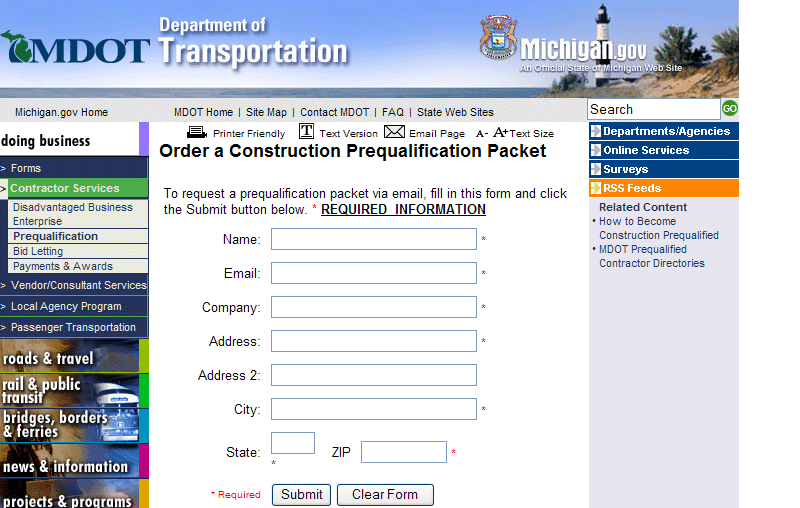 MDOT
Department of
Transportation
Michigan.gov
An Official State of Michigan Web Site
Michigan.gov Home
MDOT Home | Site Map | Contact MDOT | FAQ | State Web Sites
Search
GO
doing business
> Forms
> Contractor Services
Disadvantaged Business
Enterprise
Prequalification
Bid Letting
Payments & Awards
> Vendor/Consultant Services
> Local Agency Program
> Passenger Transportation
roads & travel
rail & public
transit
bridges, borders
& ferries
news & information
projects & programs
Printer Friendly T Text Version Email Page A- A+ Text Size
Order a Construction Prequalification Packet
To request a prequalification packet via email, fill in this form and click
the Submit button below. * REQUIRED INFORMATION
Name: *
Email: *
Company: *
Address: *
Address 2:
City: *
State: * ZIP *
* Required Submit Clear Form
Departments/Agencies
Online Services
Surveys
RSS Feeds
Related Content
• How to Become
Construction Prequalified
• MDOT Prequalified
Contractor Directories